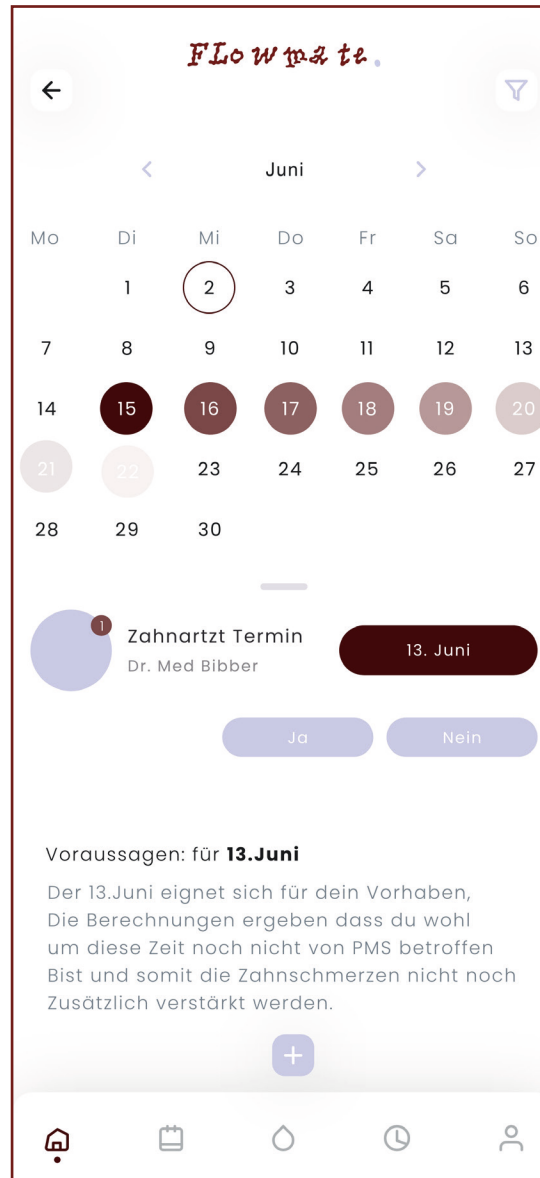 FLowmate.
Juni
Mo Di Mi Do Fr Sa So
1 2 3 4 5 6
7 8 9 10 11 12 13
14 15 16 17 18 19 20
21 22 23 24 25 26 27
28 29 30
1
Zahnartzt Termin
Dr. Med Bibber
13. Juni
Ja Nein
Voraussagen: für 13.Juni
Der 13.Juni eignet sich für dein Vorhaben,
Die Berechnungen ergeben dass du wohl
um diese Zeit noch nicht von PMS betroffen
Bist und somit die Zahnschmerzen nicht noch
Zusätzlich verstärkt werden.